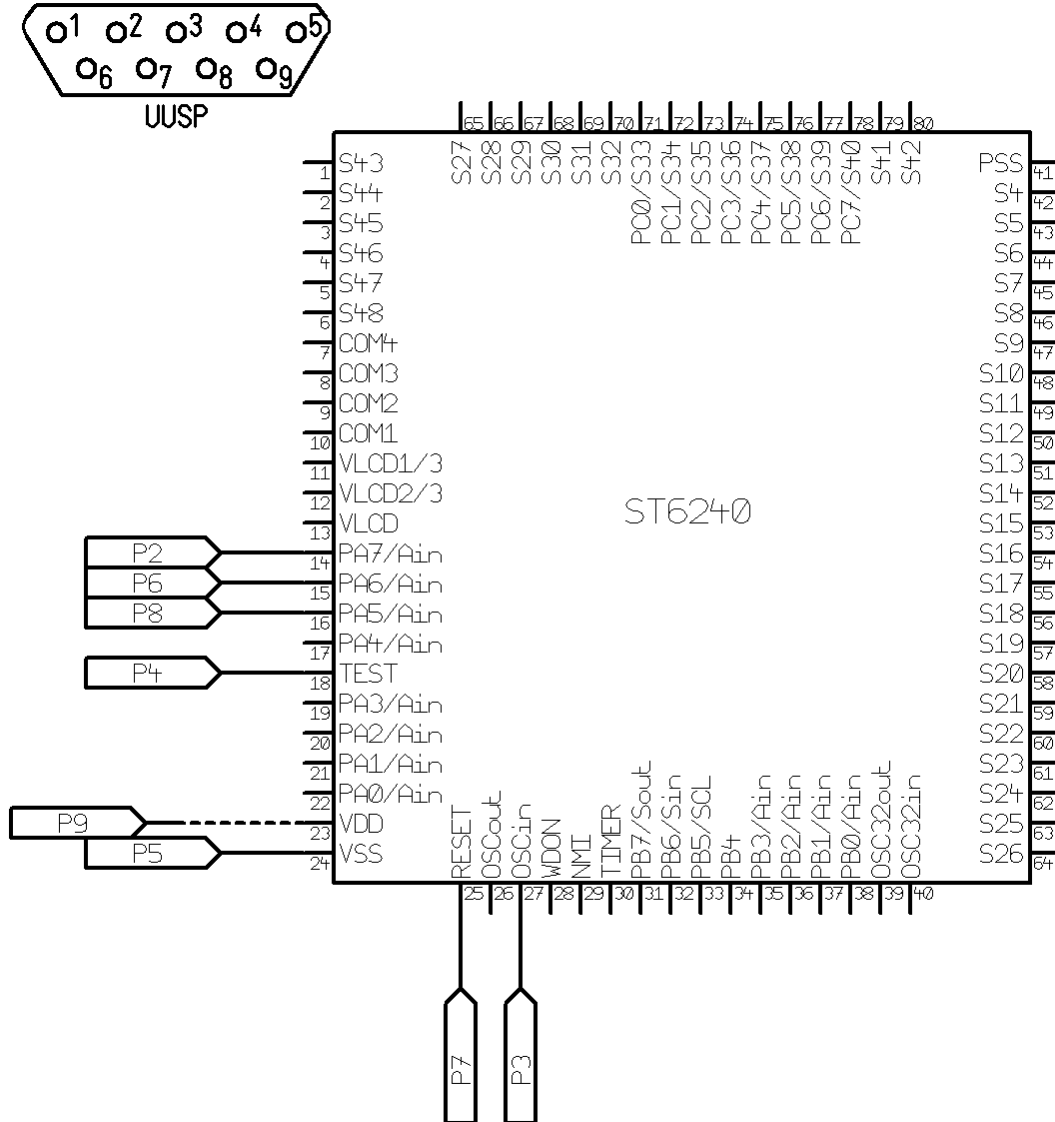 1 2 3 4 5
6 7 8 9
UUSP
65 66 67 68 69 70 71 72 73 74 75 76 77 78 79 80
S27 S28 S29 S30 S31 S32 PC0/S33 PC1/S34 PC2/S35 PC3/S36 PC4/S37 PC5/S38 PC6/S39 PC7/S40 S41 S42
1 S43 PSS 41
2 S44 S4 42
3 S45 S5 43
4 S46 S6 44
5 S47 S7 45
6 S48 S8 46
7 COM4 S9 47
8 COM3 S10 48
9 COM2 S11 49
10 COM1 S12 50
11 VLCD1/3 S13 51
12 VLCD2/3 S14 52
13 VLCD S15 53
ST6240
P2 14 PA7/Ain S16 54
P6 15 PA6/Ain S17 55
P8 16 PA5/Ain S18 56
17 PA4/Ain S19 57
P4 18 TEST S20 58
19 PA3/Ain S21 59
20 PA2/Ain S22 60
21 PA1/Ain S23 61
22 PA0/Ain S24 62
P9 23 VDD S25 63
P5 24 VSS S26 64
RESET OSCout OSCin WDON NMI TIMER PB7/Sout PB6/Sin PB5/SCL PB4 PB3/Ain PB2/Ain PB1/Ain PB0/Ain OSC32out OSC32in
25 26 27 28 29 30 31 32 33 34 35 36 37 38 39 40
P7 P3